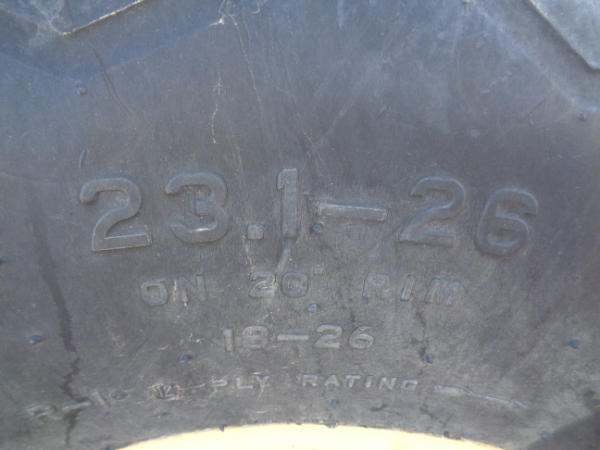 23.1-26
ON 20" RIM
18-26
PLY RATING